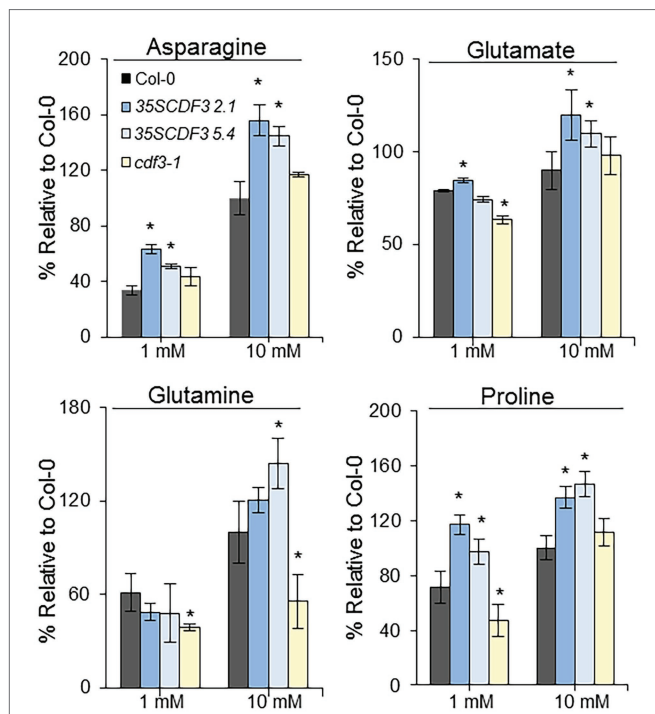 Asparagine
% Relative to Col-0
200
160
120
80
40
0
Col-0
35SCDF3 2.1
35SCDF3 5.4
cdf3-1
*
*
*
*
1 mM
10 mM
Glutamate
% Relative to Col-0
150
100
50
0
*
*
*
*
1 mM
10 mM
Glutamine
% Relative to Col-0
180
120
60
0
*
*
*
1 mM
10 mM
Proline
% Relative to Col-0
200
160
120
80
40
0
*
*
*
*
*
1 mM
10 mM